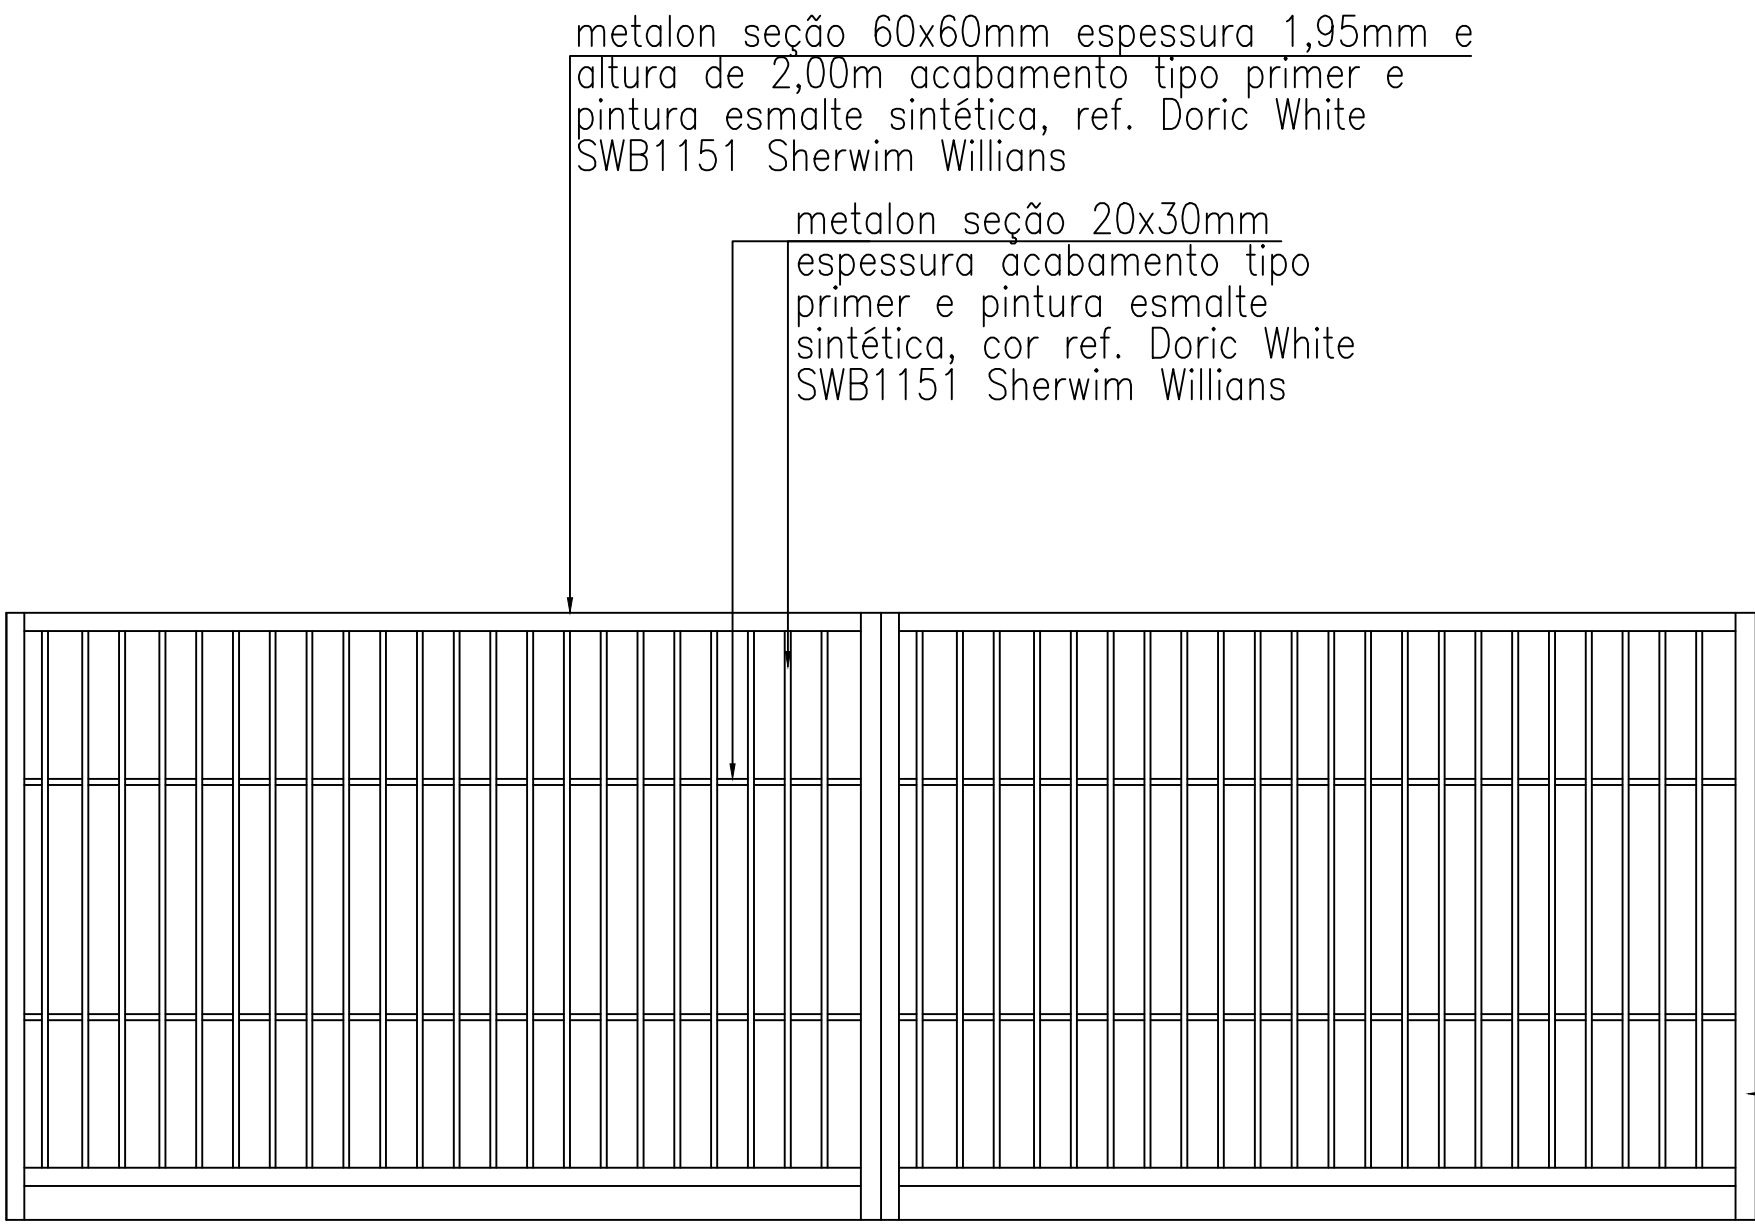 metalon seção 60x60mm espessura 1,95mm e
altura de 2,00m acabamento tipo primer e
pintura esmalte sintética, ref. Doric White
SWB1151 Sherwim Willians
metalon seção 20x30mm
espessura acabamento tipo
primer e pintura esmalte
sintética, cor ref. Doric White
SWB1151 Sherwim Willians